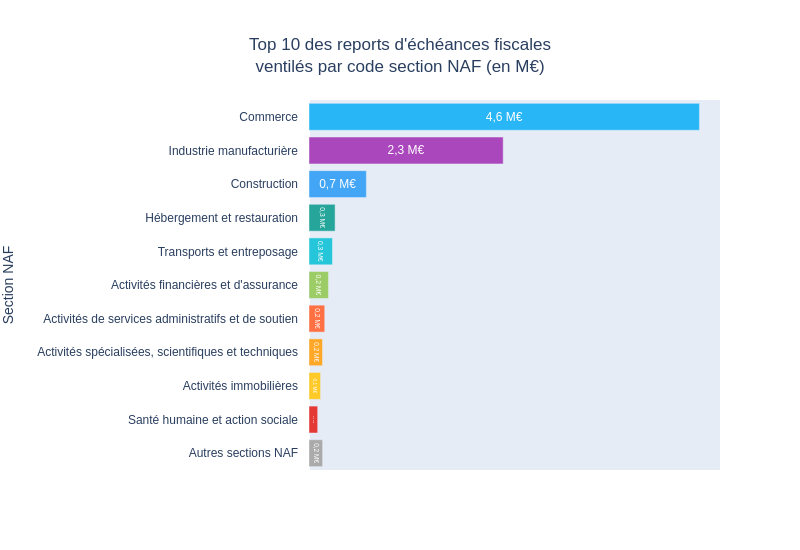 Top 10 des reports d'échéances fiscales
ventilés par code section NAF (en M€)
Section NAF
Commerce
4,6 M€
Industrie manufacturière
2,3 M€
Construction
0,7 M€
Hébergement et restauration
0,3 M€
Transports et entreposage
0,3 M€
Activités financières et d'assurance
0,2 M€
Activités de services administratifs et de soutien
0,2 M€
Activités spécialisées, scientifiques et techniques
0,2 M€
Activités immobilières
Santé humaine et action sociale
Autres sections NAF
0,2 M€